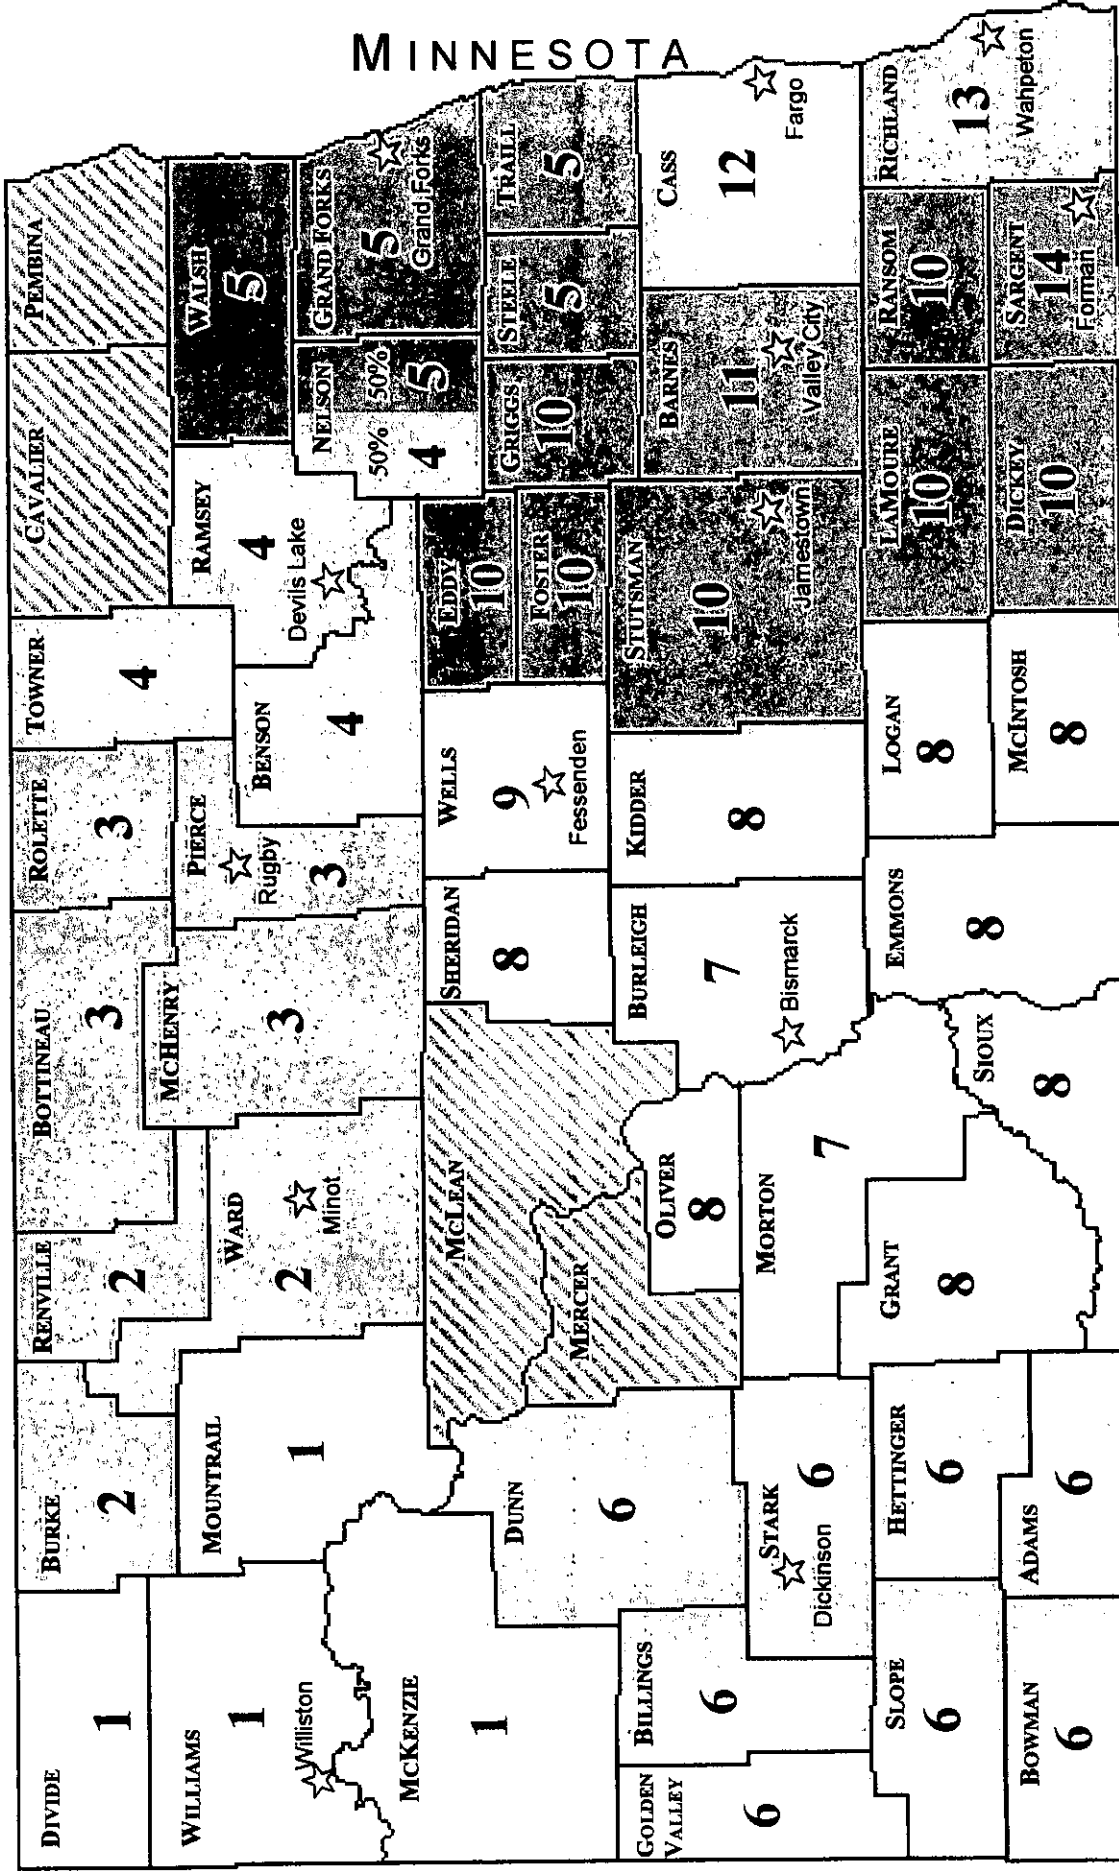 MINNESOTA
DIVIDE
1
BURKE
2
RENVILLE
2
BOTTINEAU
3
ROLETTE
3
TOWNER
4
CAVALIER
PEMBINA
WILLIAMS
1
Williston
MOUNTRAIL
1
WARD
2
Minot
MCHENRY
3
PIERCE
Rugby
3
BENSON
4
RAMSEY
4
Devils Lake
WALSH
5
NELSON
50% 50%
4 5
GRAND FORKS
5
Grand Forks
MCKENZIE
1
DUNN
6
MCLEAN
MERCER
OLIVER
8
SHERIDAN
8
WELLS
9
Fessenden
EDDY
10
FOSTER
10
GRIGGS
10
STEELE
5
TRAILL
5
GOLDEN
VALLEY
6
BILLINGS
6
STARK
6
Dickinson
MORTON
7
BURLEIGH
7
Bismarck
KIDDER
8
STUTSMAN
10
Jamestown
BARNES
11
Valley City
CASS
12
Fargo
SLOPE
6
HETTINGER
6
GRANT
8
SIOUX
8
EMMONS
8
LOGAN
8
LAMOURE
10
RANSOM
10
RICHLAND
13
Wahpeton
BOWMAN
6
ADAMS
6
MCINTOSH
8
DICKEY
10
SARGENT
14
Forman